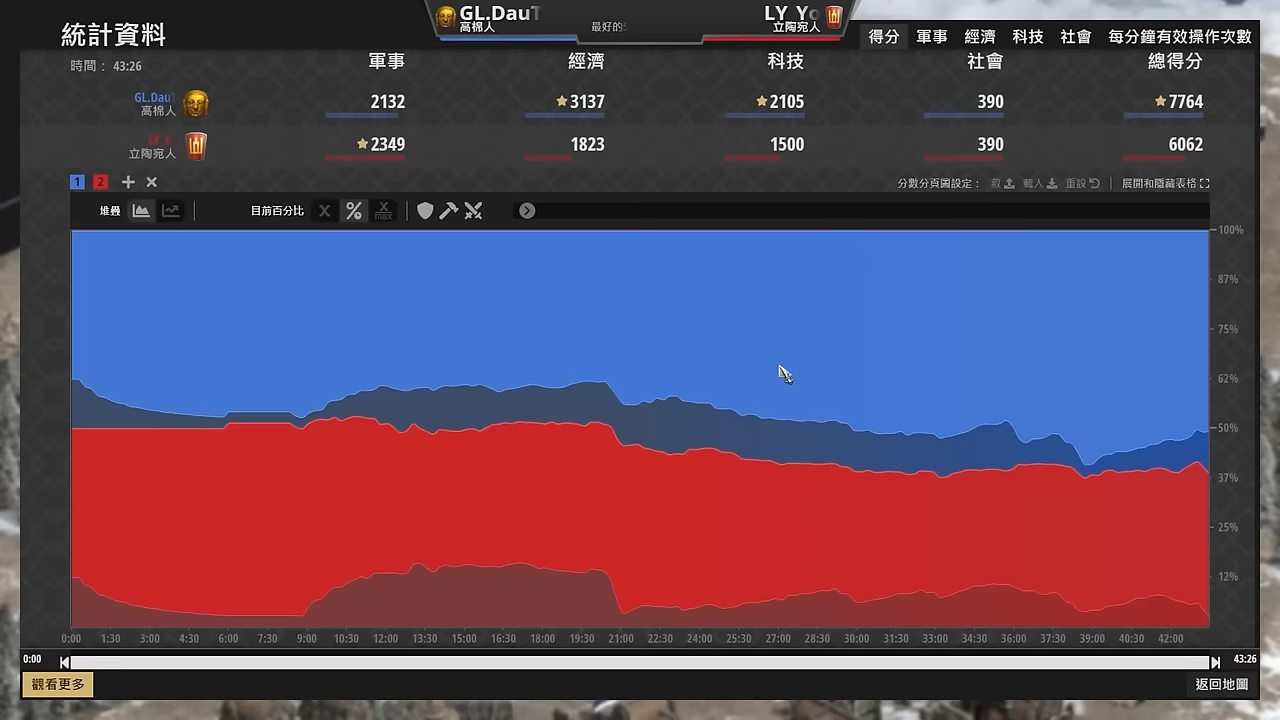 GL.DauT
高棉人
最好的
LY Yo
立陶宛人
統計資料
得分 軍事 經濟 科技 社會 每分鐘有效操作次數
時間： 43:26
軍事 經濟 科技 社會 總得分
GL.Dau
高棉人
2132 3137 2105 390 7764
立陶宛人
2349 1823 1500 390 6062
1 2
分數分頁圖設定： 載入 重設 展開和隱藏表格
堆疊 目前百分比 X % X max
100%
87%
75%
62%
50%
37%
25%
12%
0:00 1:30 3:00 4:30 6:00 7:30 9:00 10:30 12:00 13:30 15:00 16:30 18:00 19:30 21:00 22:30 24:00 25:30 27:00 28:30 30:00 31:30 33:00 34:30 36:00 37:30 39:00 40:30 42:00
0:00 43:26
觀看更多 返回地圖